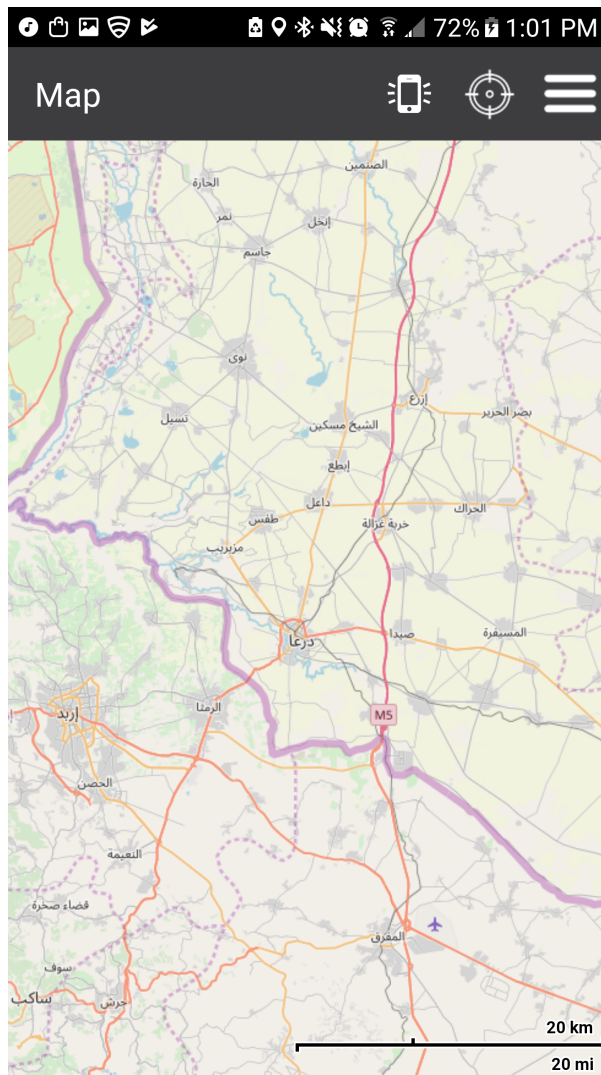 72% 1:01 PM
Map
الصنمين
الحارة
نمر
إنخل
جاسم
نوى
إزرع
بصر الحرير
تسيل
الشيخ مسكين
إبطع
داعل
الحراك
طفس
خربة غزالة
مزيريب
درعا
صيدا
المسيفرة
الرمثا
إربد
M5
الحصن
النعيمة
قضاء صخرة
المفرق
سوف
ساكب
جرش
20 km
20 mi